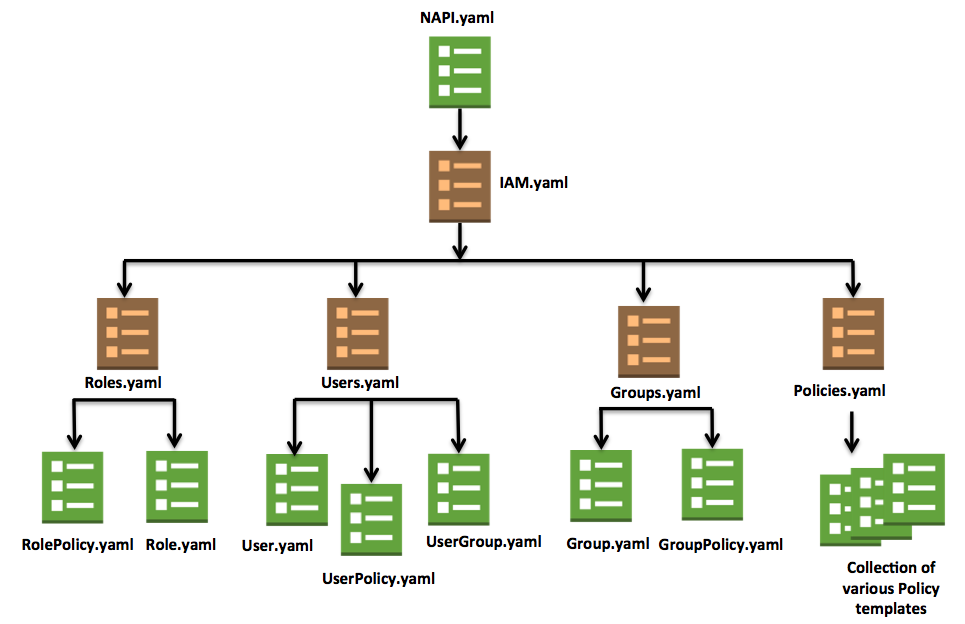 NAPI.yaml
IAM.yaml
Roles.yaml
Users.yaml
Groups.yaml
Policies.yaml
RolePolicy.yaml
Role.yaml
User.yaml
UserPolicy.yaml
UserGroup.yaml
Group.yaml
GroupPolicy.yaml
Collection of
various Policy
templates